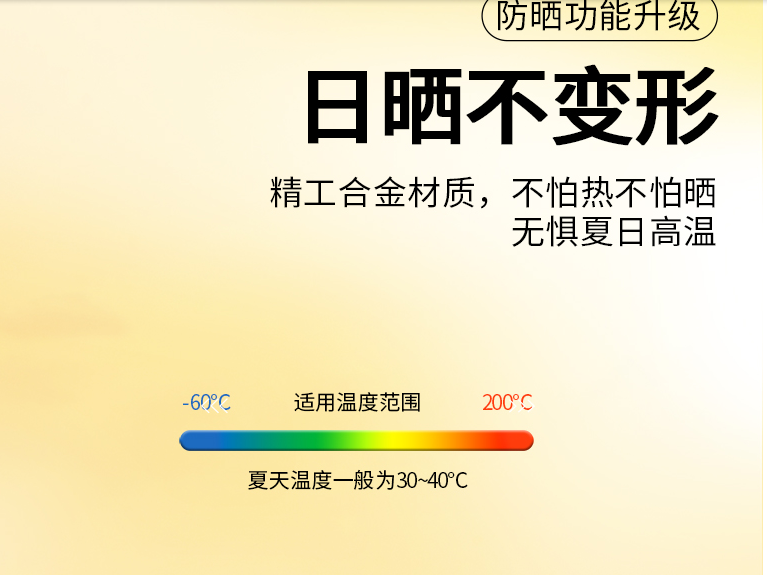 防晒功能升级
日晒不变形
精工合金材质，不怕热不怕晒
无惧夏日高温
-60℃ 适用温度范围 200℃
夏天温度一般为30~40℃